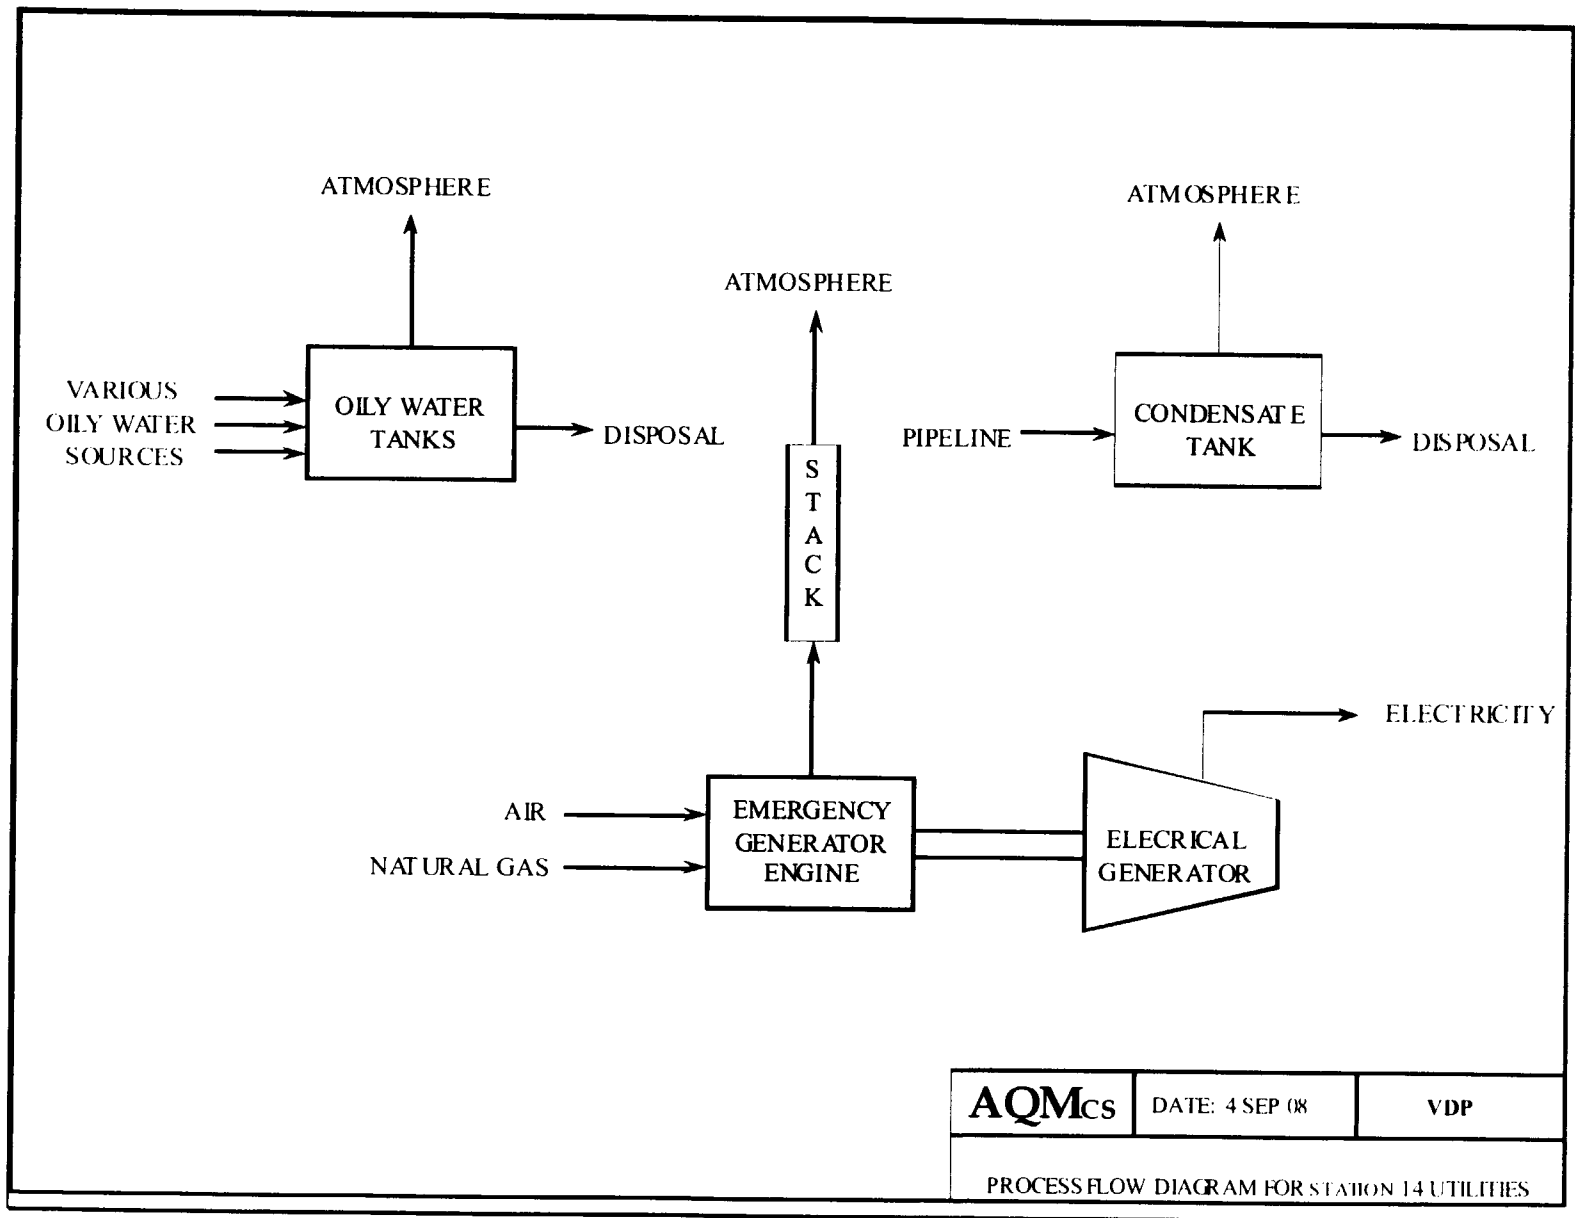 ATMOSPHERE
ATMOSPHERE
ATMOSPHERE
VARIOUS
OILY WATER
SOURCES
OILY WATER
TANKS
DISPOSAL
PIPELINE
CONDENSATE
TANK
DISPOSAL
S
T
A
C
K
ELECTRICITY
AIR
NATURAL GAS
EMERGENCY
GENERATOR
ENGINE
ELECRICAL
GENERATOR
AQMCS
DATE: 4 SEP 08
VDP
PROCESS FLOW DIAGRAM FOR STATION 14 UTILITIES